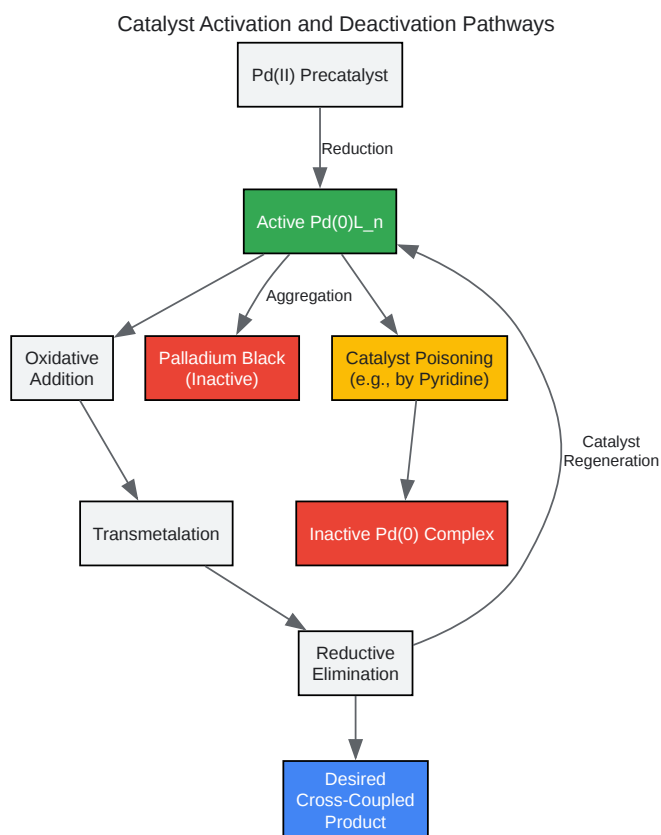 Catalyst Activation and Deactivation Pathways
Pd(II) Precatalyst
Reduction
Active Pd(0)L_n
Aggregation
Oxidative
Addition
Palladium Black
(Inactive)
Catalyst Poisoning
(e.g., by Pyridine)
Catalyst
Regeneration
Transmetalation
Inactive Pd(0) Complex
Reductive
Elimination
Desired
Cross-Coupled
Product